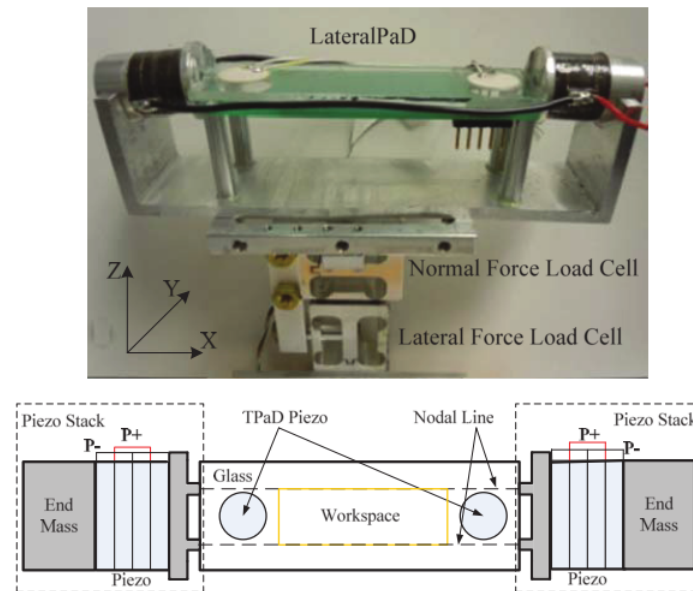 LateralPaD
Normal Force Load Cell
Lateral Force Load Cell
Z
Y
X
Piezo Stack
TPaD Piezo
Nodal Line
Piezo Stack
P-
P+
P+
P-
Glass
End
Mass
Workspace
End
Mass
Piezo
Piezo